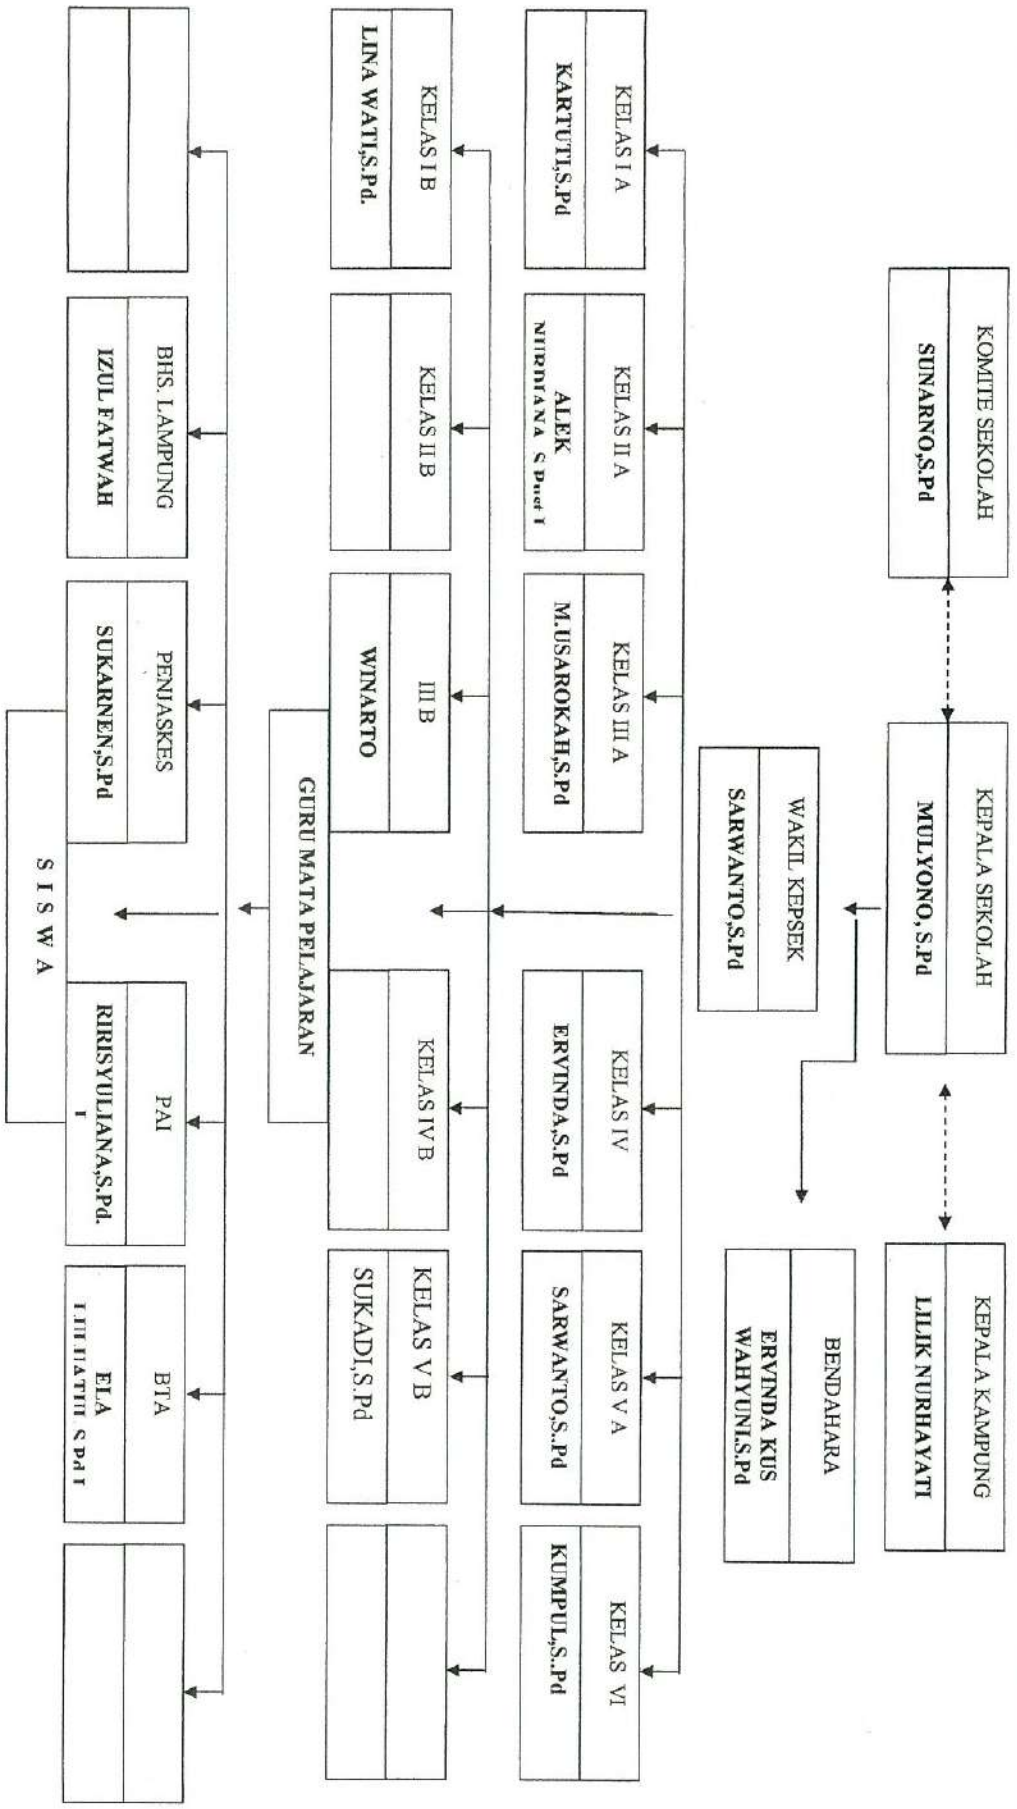 KOMITE SEKOLAH
SUNARNO,S.Pd
KEPALA SEKOLAH
MULYONO, S.Pd
KEPALA KAMPUNG
LILIK NURHAYATI
WAKIL KEPSEK
SARWANTO,S.Pd
BENDAHARA
ERVINDA KUS
WAHYUNI.S.Pd
KELAS I A
KARTUTI,S.Pd
KELAS II A
ALEK
NURDIANA
KELAS III A
M.USAROKAH,S.Pd
KELAS IV
ERVINDA,S.Pd
KELAS V A
SARWANTO,S..Pd
KELAS VI
KUMPUL,S..Pd
KELAS I B
LINA WATI,S.Pd.
KELAS II B
III B
WINARTO
KELAS IV B
KELAS V B
SUKADI,S.Pd
GURU MATA PELAJARAN
BHS. LAMPUNG
IZUL FATWAH
PENJASKES
SUKARNEN,S.Pd
PAI
RIRISYULIANA,S.Pd.
I
BTA
ELA
S I S W A